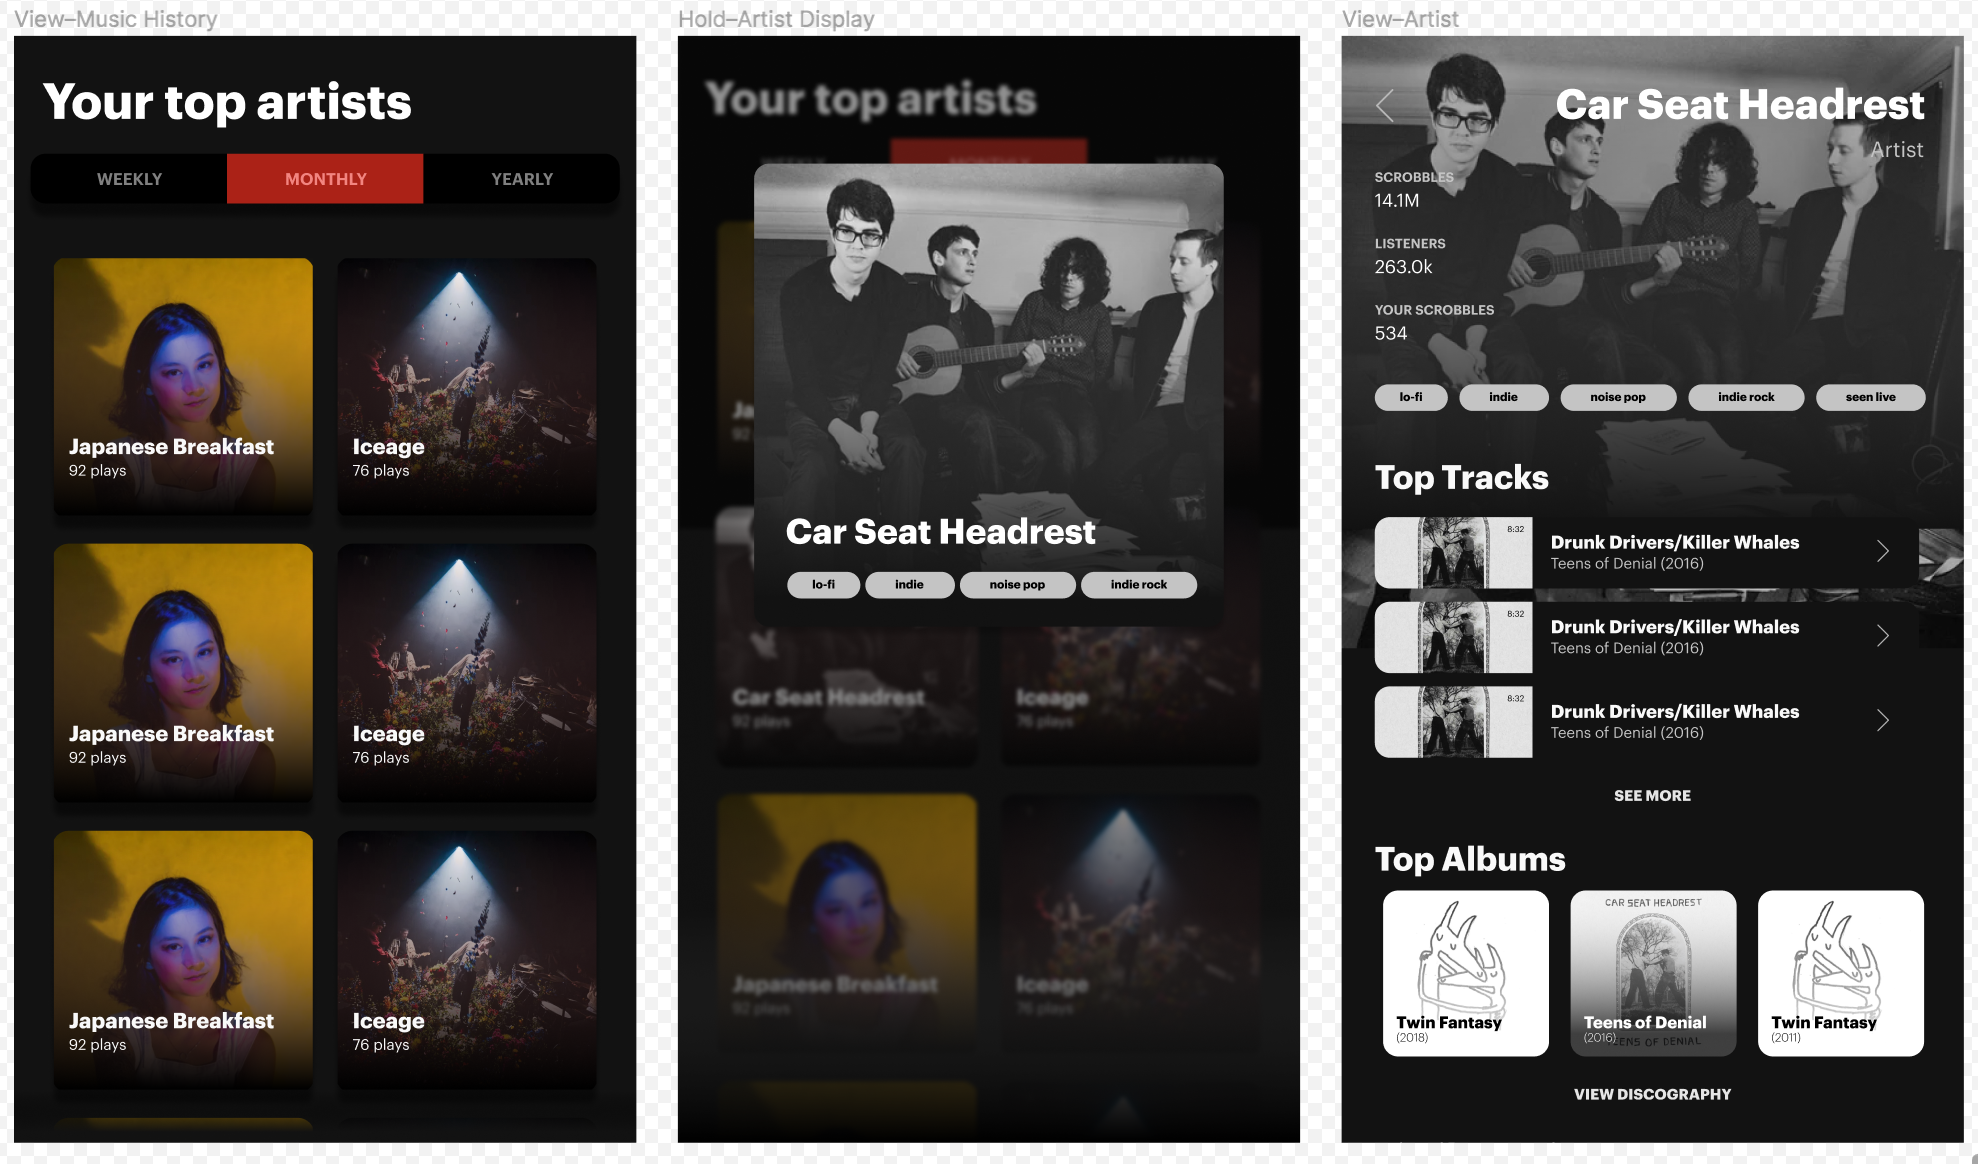 View–Music History
Your top artists
WEEKLY
MONTHLY
YEARLY
Japanese Breakfast
92 plays
Iceage
76 plays
Japanese Breakfast
92 plays
Iceage
76 plays
Japanese Breakfast
92 plays
Iceage
76 plays
Hold–Artist Display
Your top artists
WEEKLY
MONTHLY
YEARLY
Ja
92
Car Seat Headrest
lo-fi
indie
noise pop
indie rock
Car Seat Headrest
92 plays
Iceage
76 plays
Japanese Breakfast
92 plays
Iceage
76 plays
View–Artist
Car Seat Headrest
Artist
SCROBBLES
14.1M
LISTENERS
263.0k
YOUR SCROBBLES
534
lo-fi
indie
noise pop
indie rock
seen live
Top Tracks
8:32
Drunk Drivers/Killer Whales
Teens of Denial (2016)
8:32
Drunk Drivers/Killer Whales
Teens of Denial (2016)
8:32
Drunk Drivers/Killer Whales
Teens of Denial (2016)
SEE MORE
Top Albums
Twin Fantasy
(2018)
CAR SEAT HEADREST
Teens of Denial
(2016)
TEENS OF DENIAL
Twin Fantasy
(2011)
VIEW DISCOGRAPHY